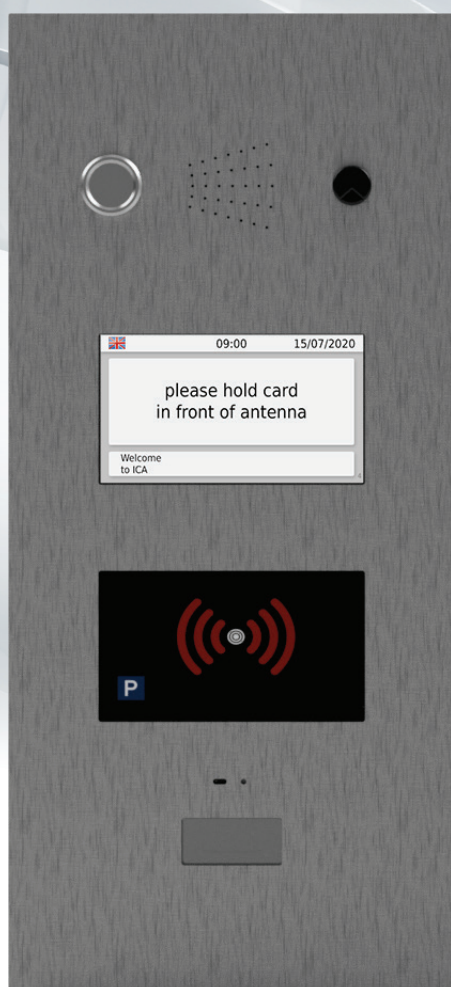 09:00 15/07/2020
please hold card
in front of antenna
Welcome
to ICA
P